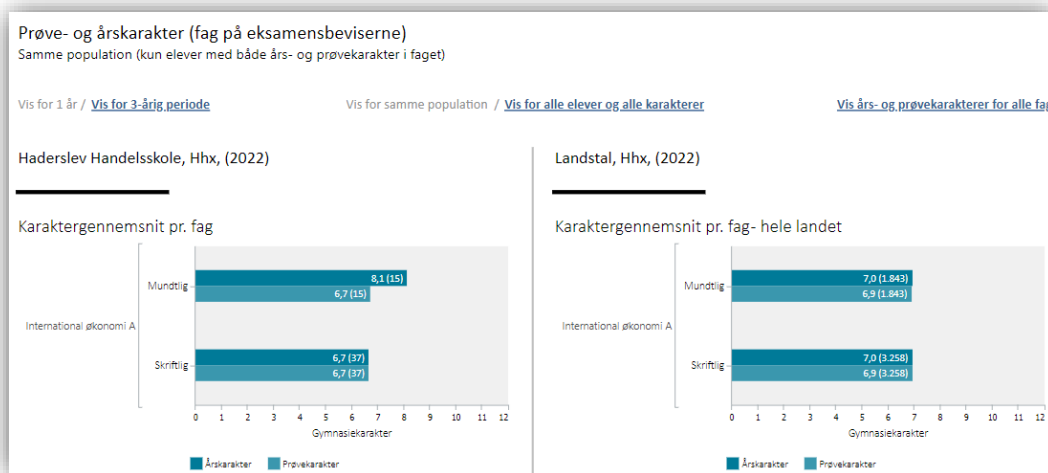 Prøve- og årskarakter (fag på eksamensbeviserne)
Samme population (kun elever med både års- og prøvekarakter i faget)
Vis for 1 år / Vis for 3-årig periode
Vis for samme population / Vis for alle elever og alle karakterer
Vis års- og prøvekarakterer for alle fag
Haderslev Handelsskole, Hhx, (2022)
Karaktergennemsnit pr. fag
International økonomi A
Mundtlig
8,1 (15)
6,7 (15)
Skriftlig
6,7 (37)
6,7 (37)
0 1 2 3 4 5 6 7 8 9 10 11 12
Gymnasiekarakter
Årskarakter Prøvekarakter
Landstal, Hhx, (2022)
Karaktergennemsnit pr. fag- hele landet
International økonomi A
Mundtlig
7,0 (1.843)
6,9 (1.843)
Skriftlig
7,0 (3.258)
6,9 (3.258)
0 1 2 3 4 5 6 7 8 9 10 11 12
Gymnasiekarakter
Årskarakter Prøvekarakter